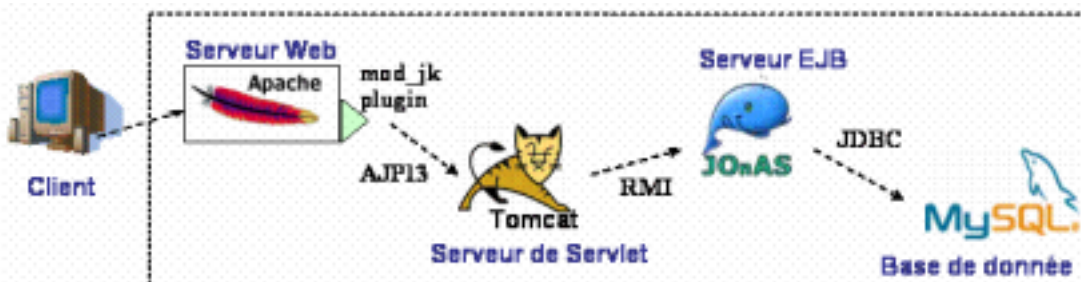 Client
Serveur Web
Apache
mod_jk
plugin
AJP13
Tomcat
Serveur de Servlet
RMI
Serveur EJB
JOnAS
JDBC
MySQL.
Base de donnée